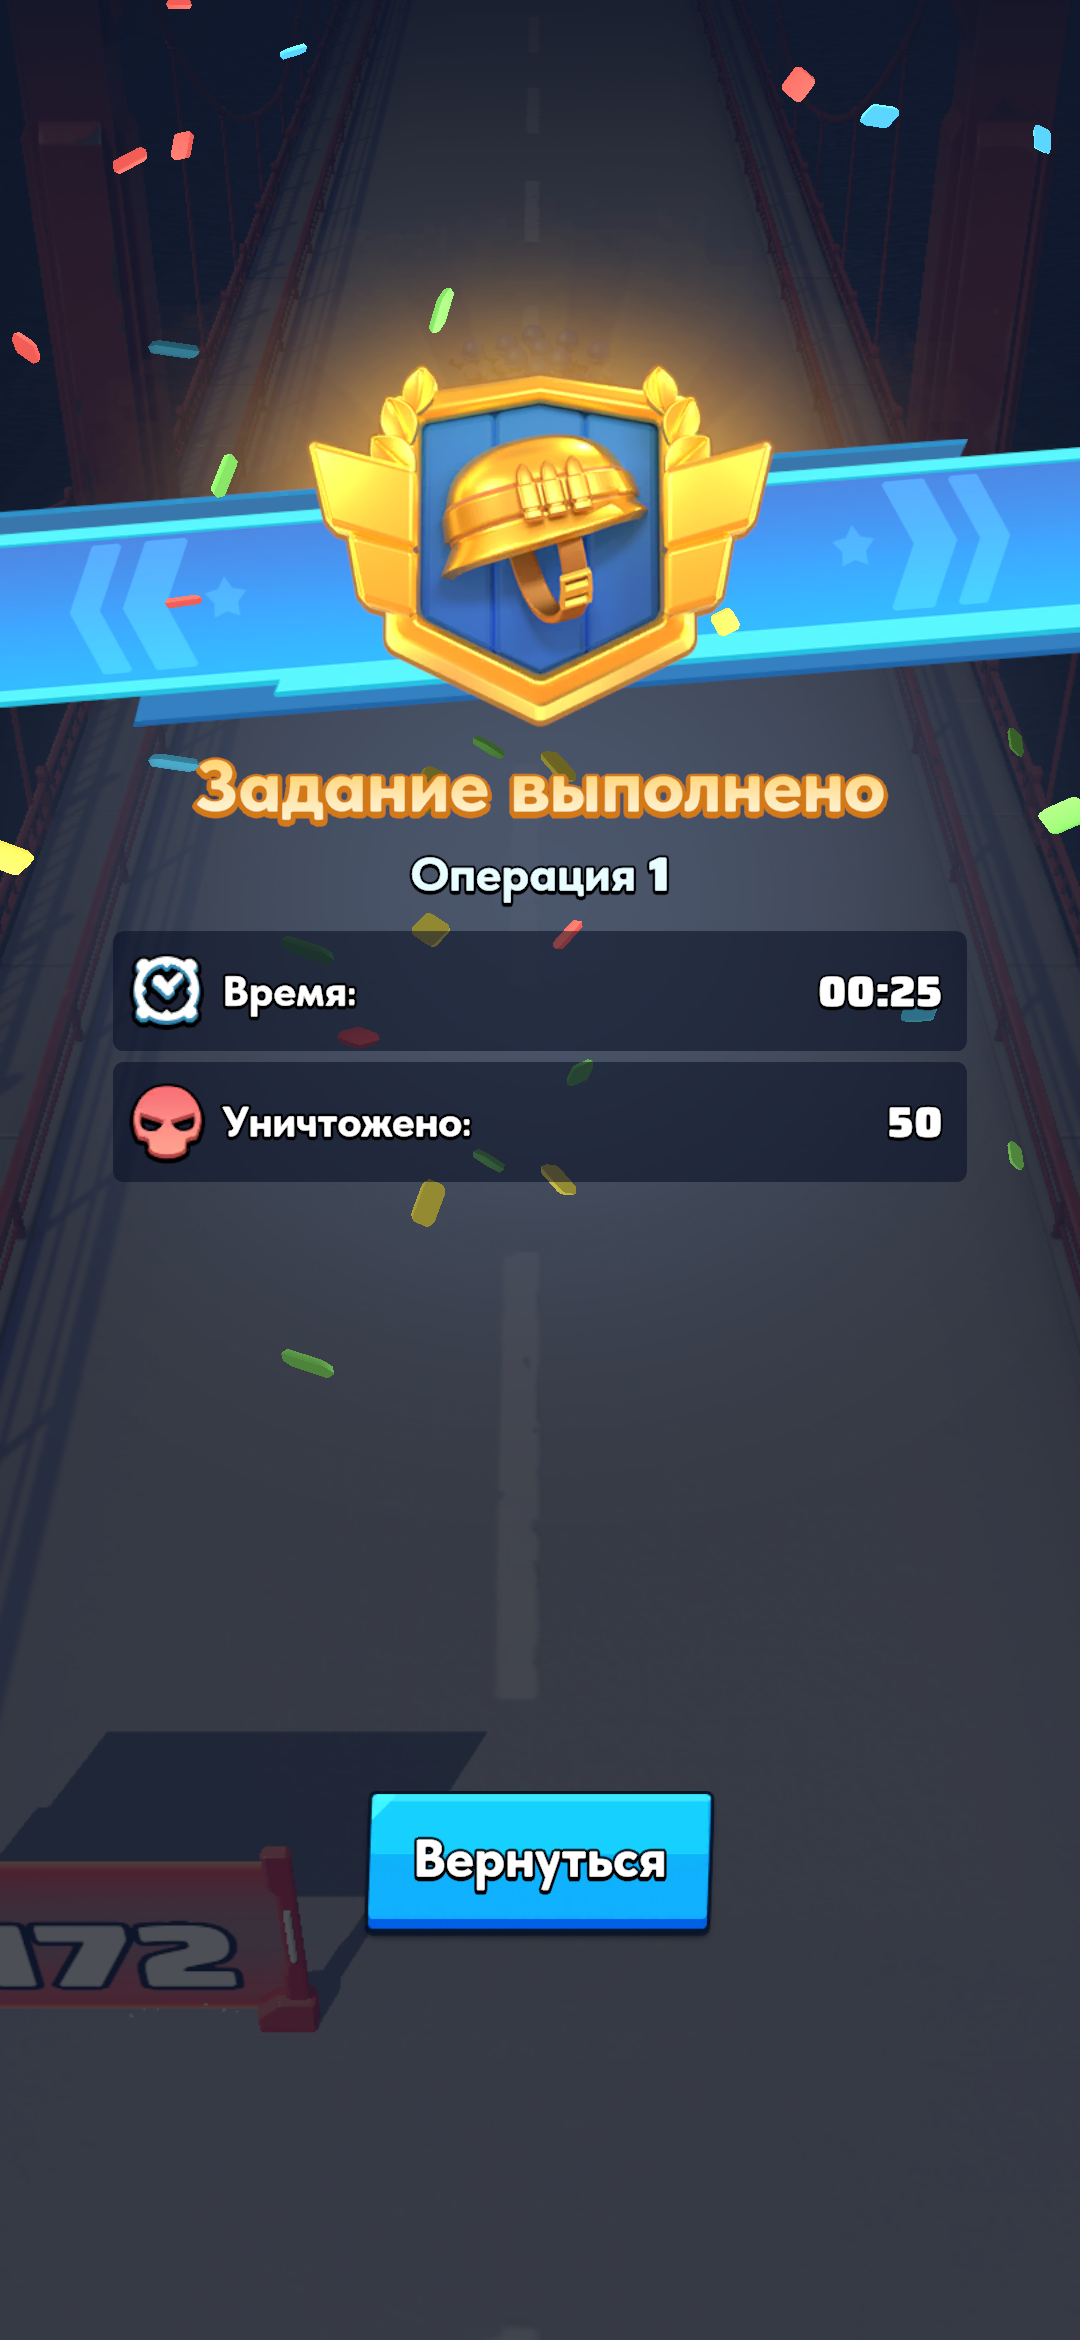 Задание выполнено
Операция 1
Время: 00:25
Уничтожено: 50
Вернуться
172